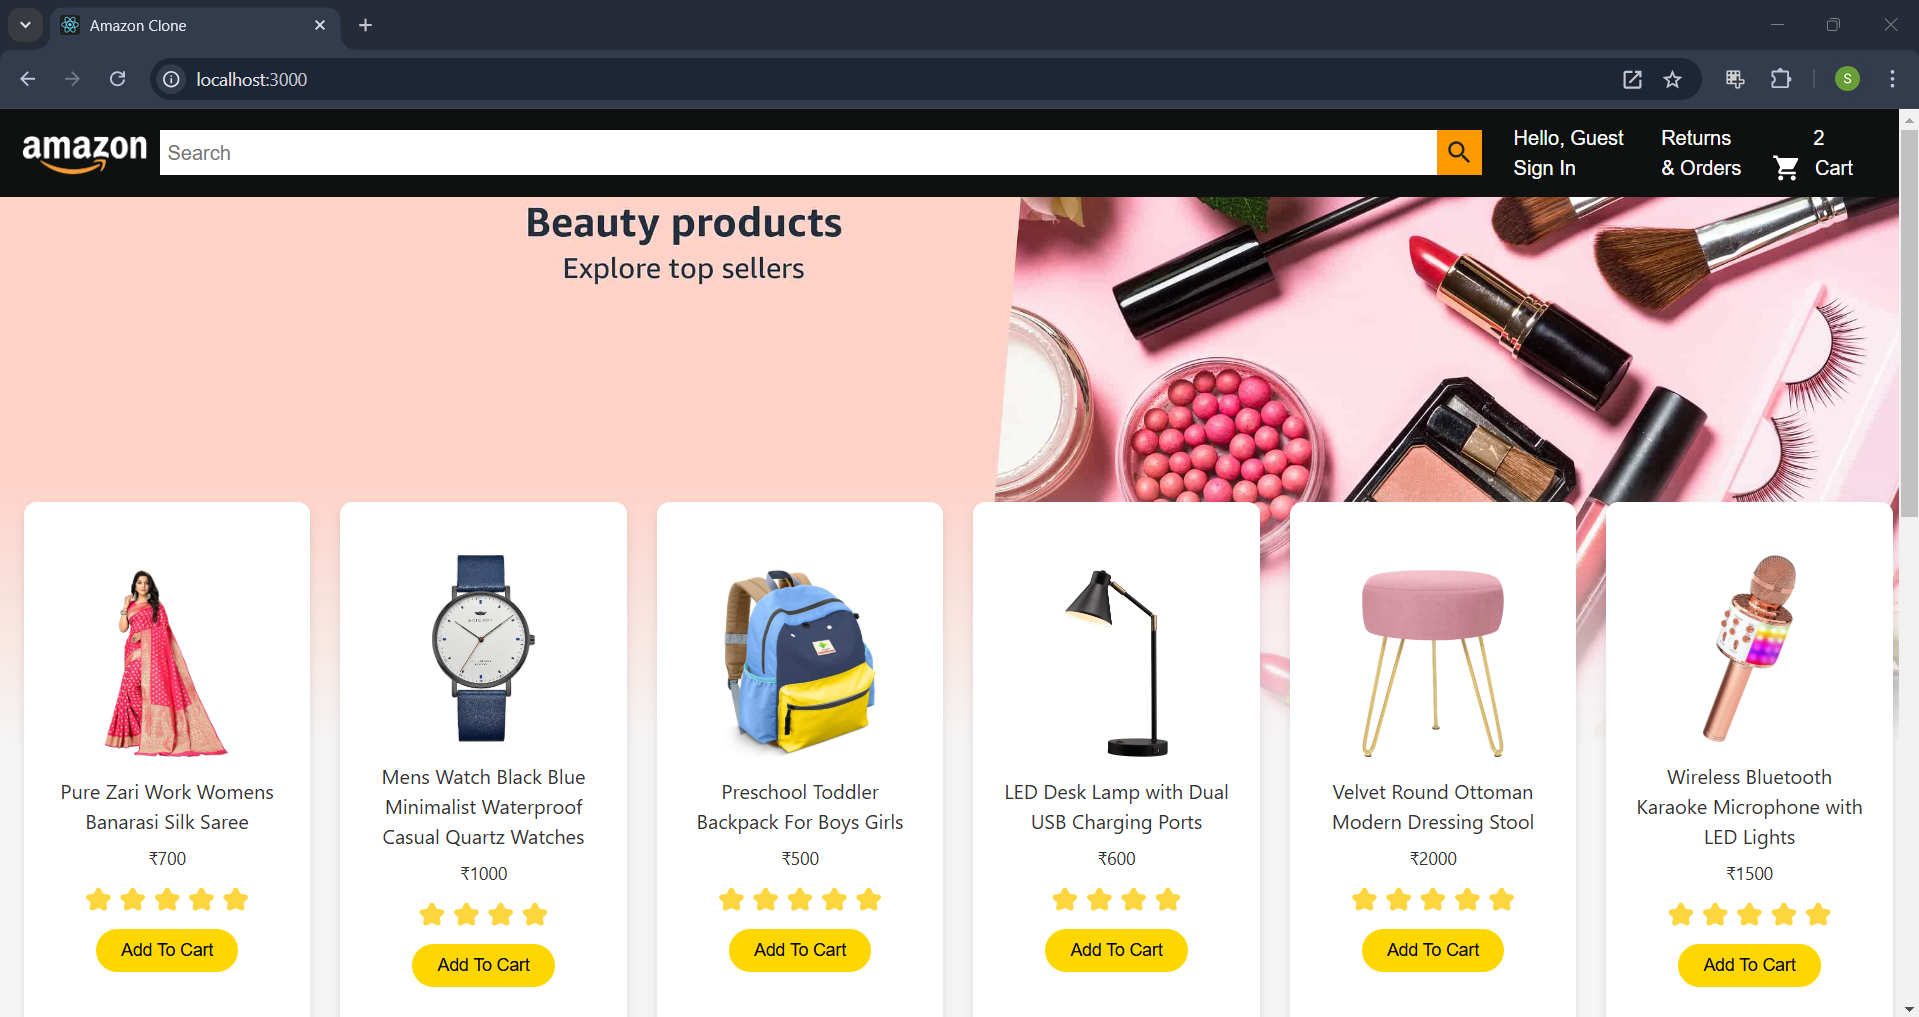 Amazon Clone
localhost:3000
S
amazon
Search
Hello, Guest
Sign In
Returns
& Orders
2
Cart
Beauty products
Explore top sellers
Pure Zari Work Womens
Banarasi Silk Saree
₹700
Add To Cart
Mens Watch Black Blue
Minimalist Waterproof
Casual Quartz Watches
₹1000
Add To Cart
Preschool Toddler
Backpack For Boys Girls
₹500
Add To Cart
LED Desk Lamp with Dual
USB Charging Ports
₹600
Add To Cart
Velvet Round Ottoman
Modern Dressing Stool
₹2000
Add To Cart
Wireless Bluetooth
Karaoke Microphone with
LED Lights
₹1500
Add To Cart